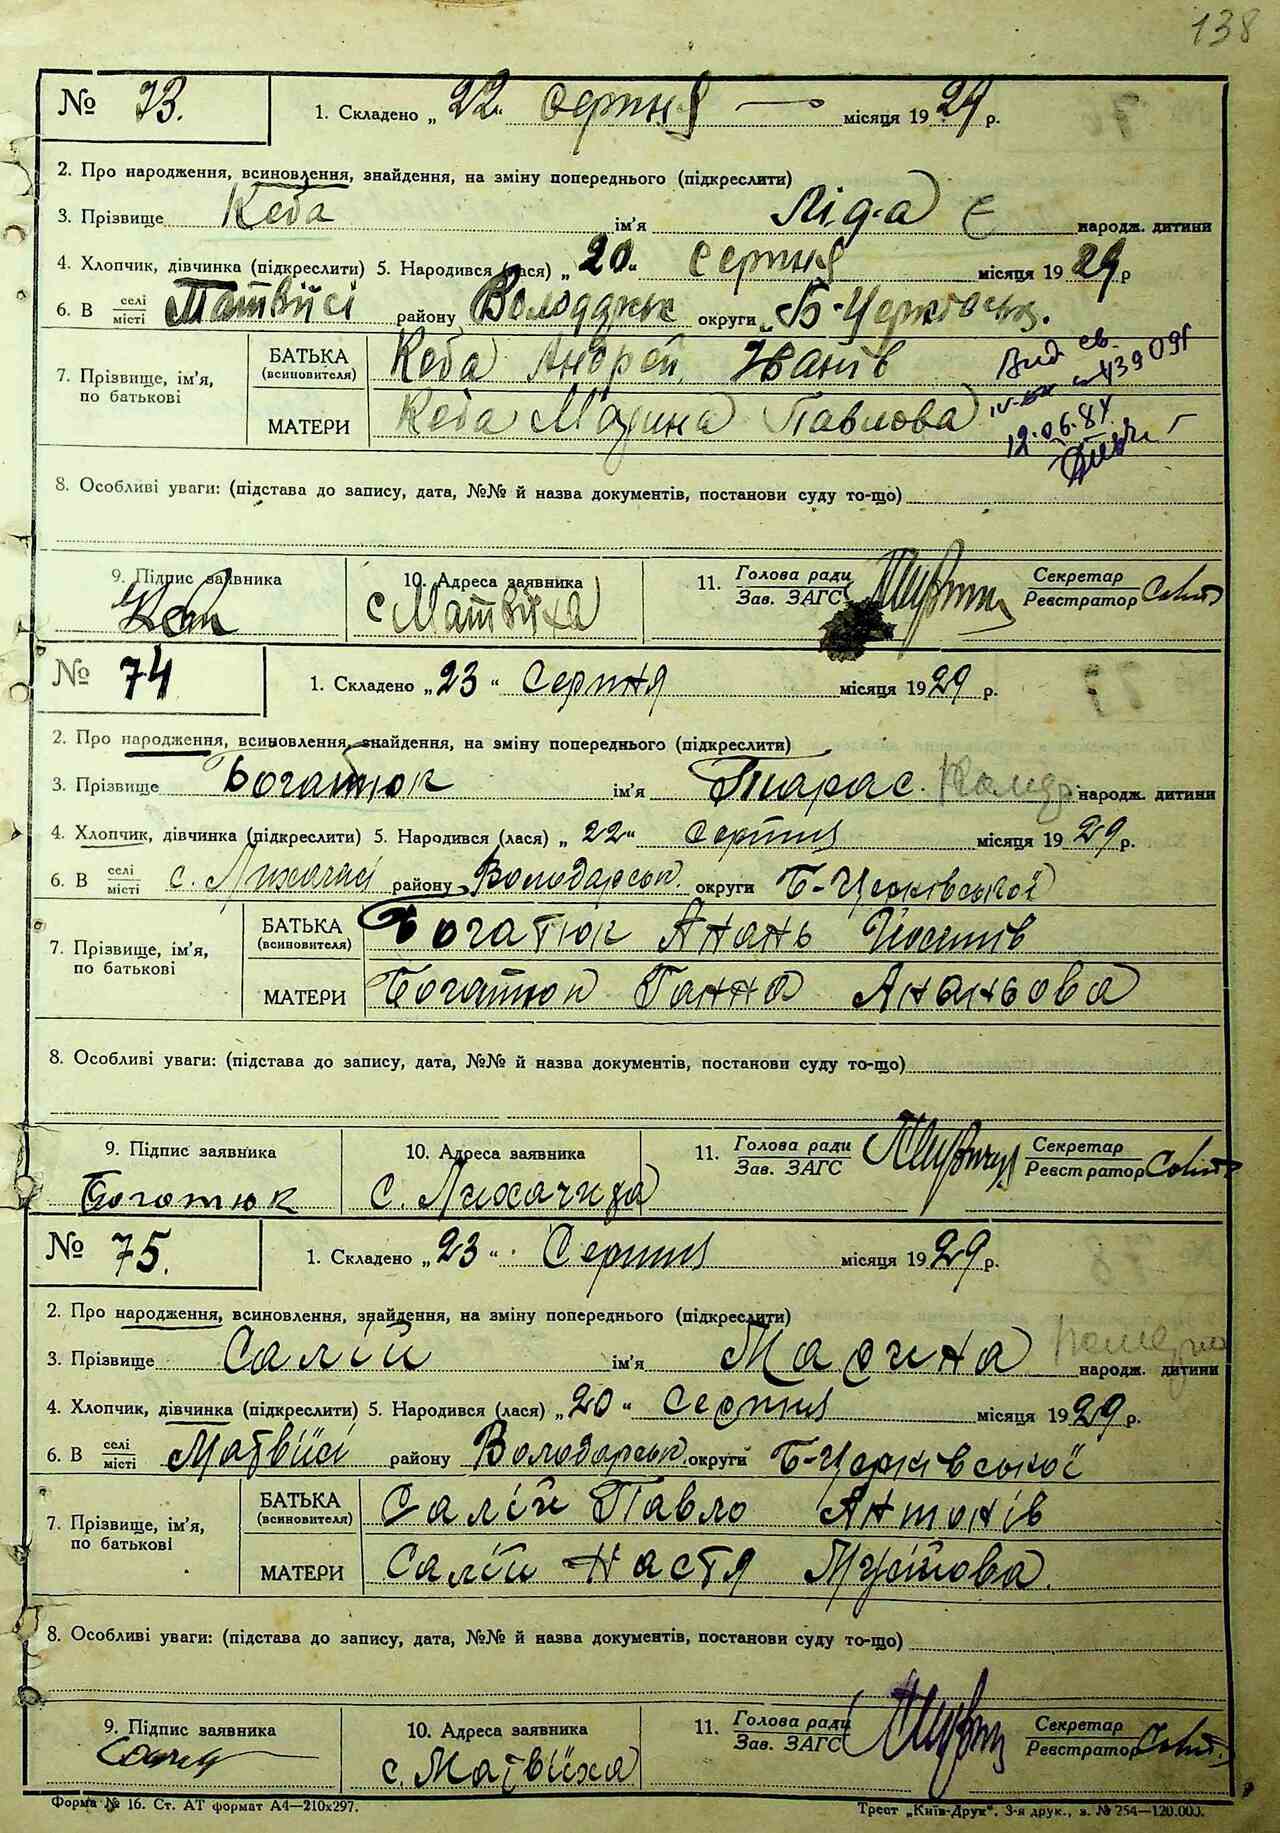 138
№ 73. 1. Складено „ 22 " серпня — місяця 1929 р.
2. Про народження, всиновлення, знайдення, на зміну попереднього (підкреслити)
3. Прізвище Кеба ім'я Ліда Є народж. дитини
4. Хлопчик, дівчинка (підкреслити) 5. Народився (лася) „ 20 " серпня місяця 1929 р
6. В селі місті Матвійсі району Володарськ округи Б-Церківськ.
7. Прізвище, ім'я, по батькові БАТЬКА (всиновителя) Кеба Андрей Іванів
МАТЕРИ Кеба Марина Павлова
Вид. св.
439091
12.06.84
8. Особливі уваги: (підстава до запису, дата, №№ й назва документів, постанови суду то-що)
9. Підпис заявника 10. Адреса заявника 11. Голова ради Зав. ЗАГС Секретар Реєстратор
Кеба с Матвіїха
№ 74 1. Складено „ 23 " Серпня місяця 1929 р.
2. Про народження, всиновлення, знайдення, на зміну попереднього (підкреслити)
3. Прізвище Богатюк ім'я Тарас народж. дитини
4. Хлопчик, дівчинка (підкреслити) 5. Народився (лася) „ 22 " серпня місяця 1929 р.
6. В селі місті с. Лихачисі району Володарськ. округи Б-Церківської
7. Прізвище, ім'я, по батькові БАТЬКА (всиновителя) Богатюк Анань Йосипів
МАТЕРИ Богатюк Ганна Ананьова
8. Особливі уваги: (підстава до запису, дата, №№ й назва документів, постанови суду то-що)
9. Підпис заявника 10. Адреса заявника 11. Голова ради Зав. ЗАГС Секретар Реєстратор
Боготюк с. Лихачиха
№ 75. 1. Складено „ 23 " Серпня місяця 1929 р.
2. Про народження, всиновлення, знайдення, на зміну попереднього (підкреслити)
3. Прізвище Салій ім'я Марина народж. дитини
4. Хлопчик, дівчинка (підкреслити) 5. Народився (лася) „ 20 " серпня місяця 1929 р.
6. В селі місті Матвіїсі району Володарськ. округи Б-Церківської
7. Прізвище, ім'я, по батькові БАТЬКА (всиновителя) Салій Павло Антонів
МАТЕРИ Салій Настя
8. Особливі уваги: (підстава до запису, дата, №№ й назва документів, постанови суду то-що)
9. Підпис заявника 10. Адреса заявника 11. Голова ради Зав. ЗАГС Секретар Реєстратор
с. Матвіїха
Форма № 16. Ст. АТ формат А4—210х297. Трест „Київ-Друк". 3-я друк., з. № 254—120.000.